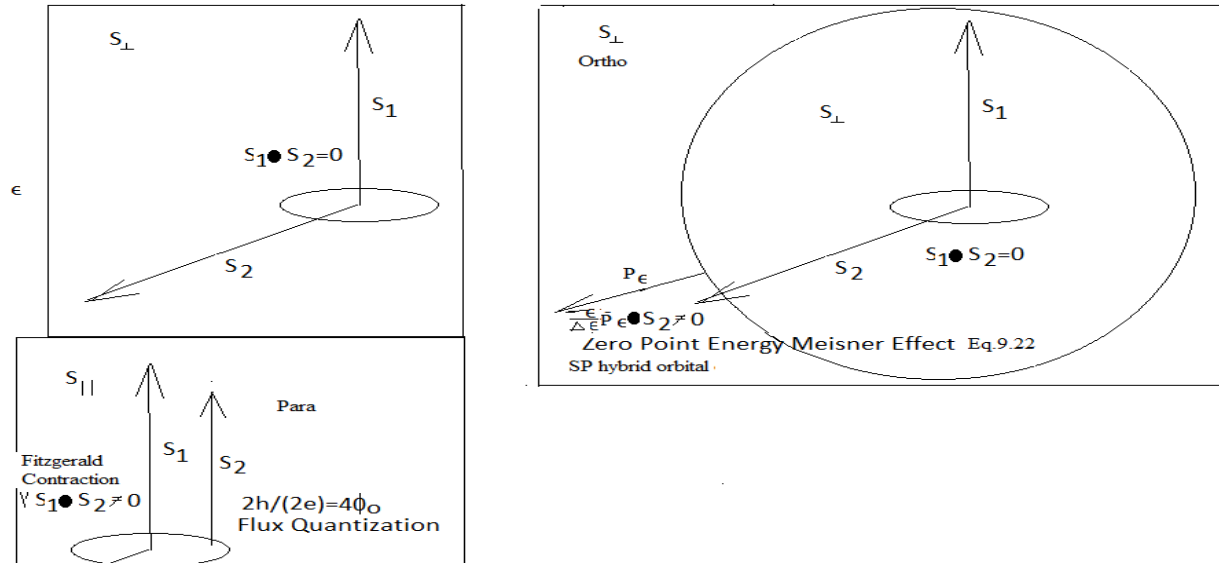 S⊥
S1
S1●S2=0
ϵ
S2
S||
Para
S1
S2
Fitzgerald
Contraction
γ S1●S2≠0
2h/(2e)=4ϕo
Flux Quantization
S⊥
Ortho
S⊥
S1
S1●S2=0
S2
Pϵ
ϵ/Δϵ Pϵ●S2≠0
Zero Point Energy Meisner Effect Eq.9.22
SP hybrid orbital